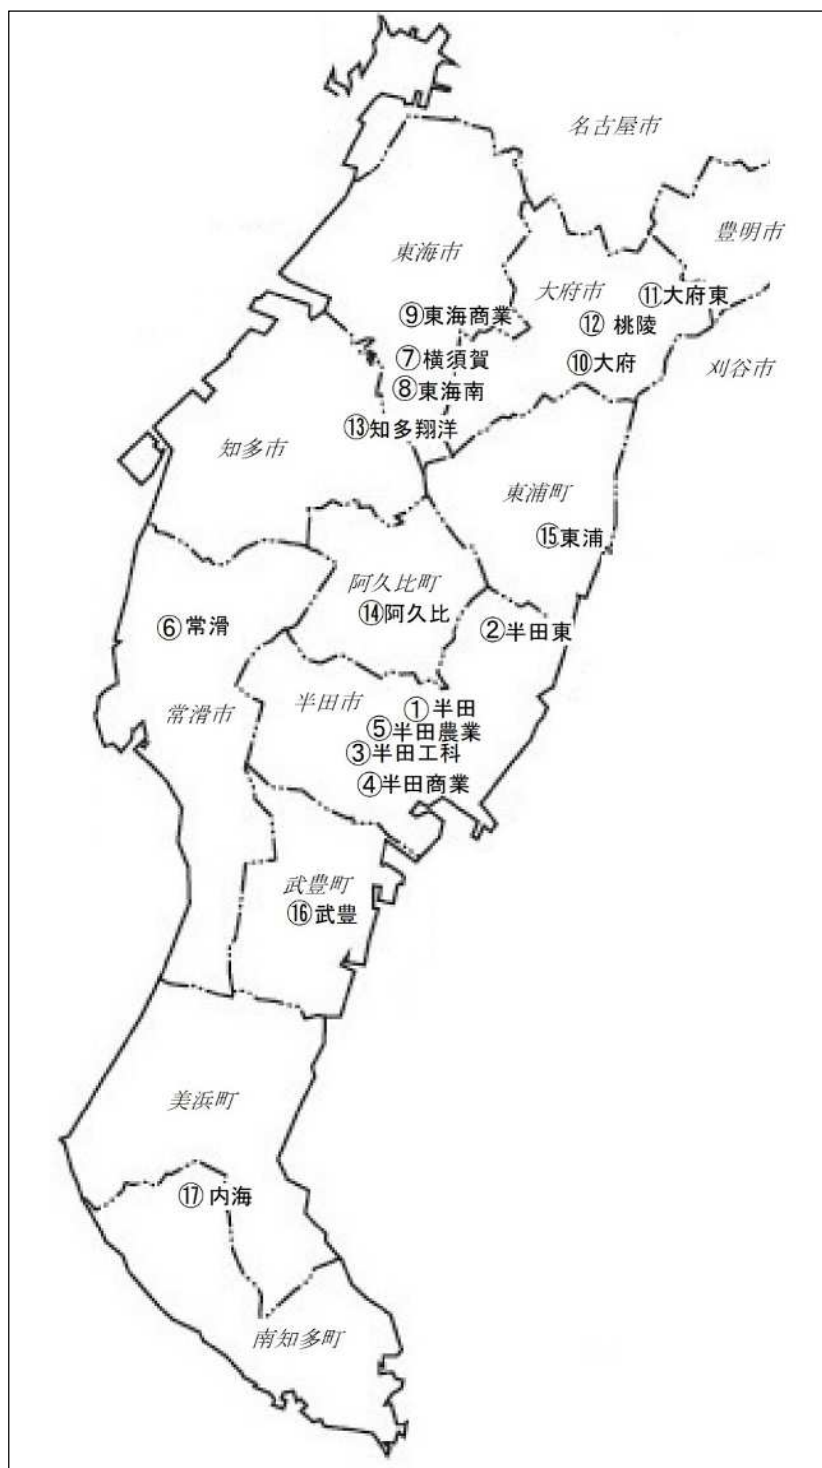 名古屋市
豊明市
東海市
大府市
⑪大府東
⑨東海商業
⑫桃陵
⑦横須賀
⑩大府
刈谷市
⑧東海南
⑬知多翔洋
知多市
東浦町
⑮東浦
阿久比町
⑭阿久比
⑥常滑
②半田東
半田市
①半田
常滑市
⑤半田農業
③半田工科
④半田商業
武豊町
⑯武豊
美浜町
⑰内海
南知多町